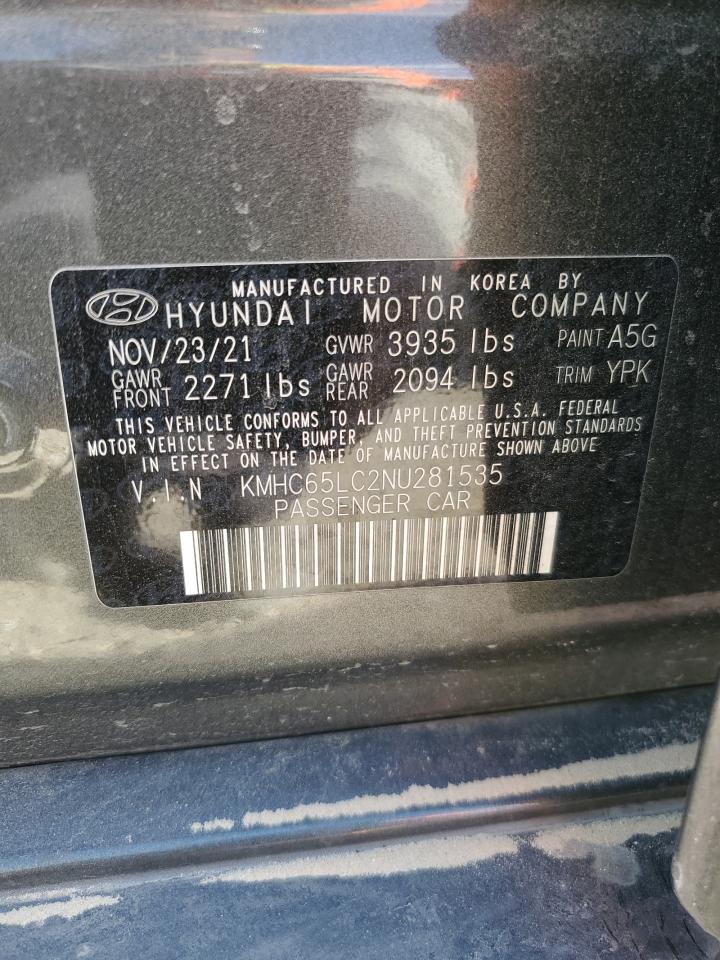 MANUFACTURED IN KOREA BY
HYUNDAI MOTOR COMPANY
NOV/23/21 GVWR 3935 lbs PAINT A5G
GAWR FRONT 2271 lbs GAWR REAR 2094 lbs TRIM YPK
THIS VEHICLE CONFORMS TO ALL APPLICABLE U.S.A. FEDERAL
MOTOR VEHICLE SAFETY, BUMPER, AND THEFT PREVENTION STANDARDS
IN EFFECT ON THE DATE OF MANUFACTURE SHOWN ABOVE
V.I.N KMHC65LC2NU281535
PASSENGER CAR